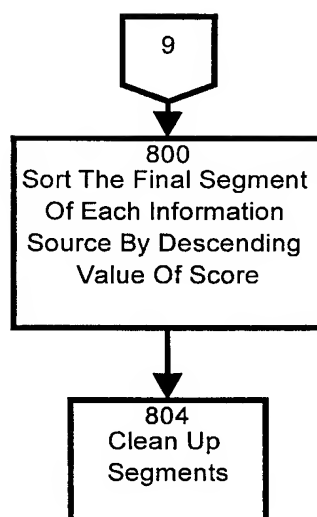 9
800
Sort The Final Segment
Of Each Information
Source By Descending
Value Of Score
804
Clean Up
Segments